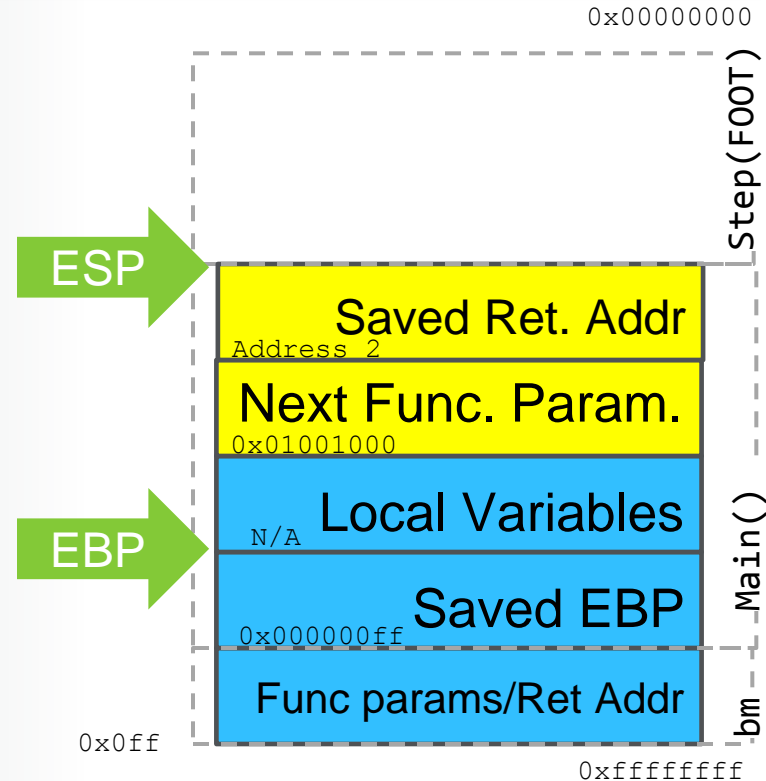 0x00000000
Step(FOOT)
ESP
Saved Ret. Addr
Address 2
Next Func. Param.
0x01001000
Local Variables
N/A
EBP
Main()
Saved EBP
0x000000ff
Func params/Ret Addr
bm
0x0ff
0xffffffff